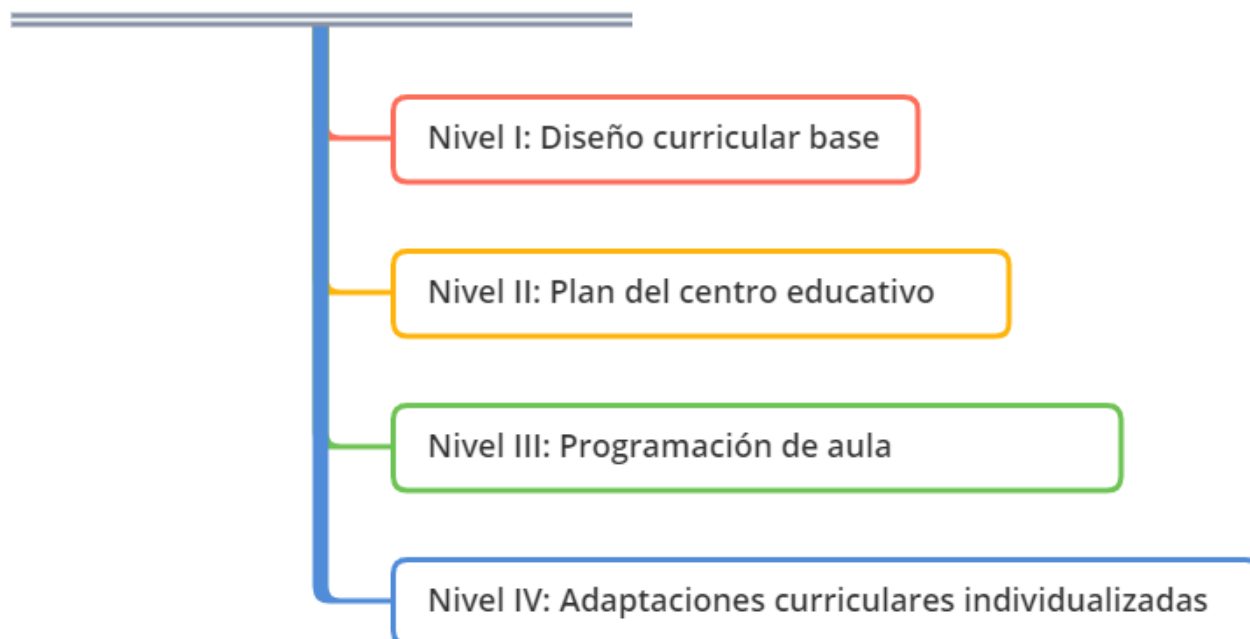 Nivel I: Diseño curricular base
Nivel II: Plan del centro educativo
Nivel III: Programación de aula
Nivel IV: Adaptaciones curriculares individualizadas